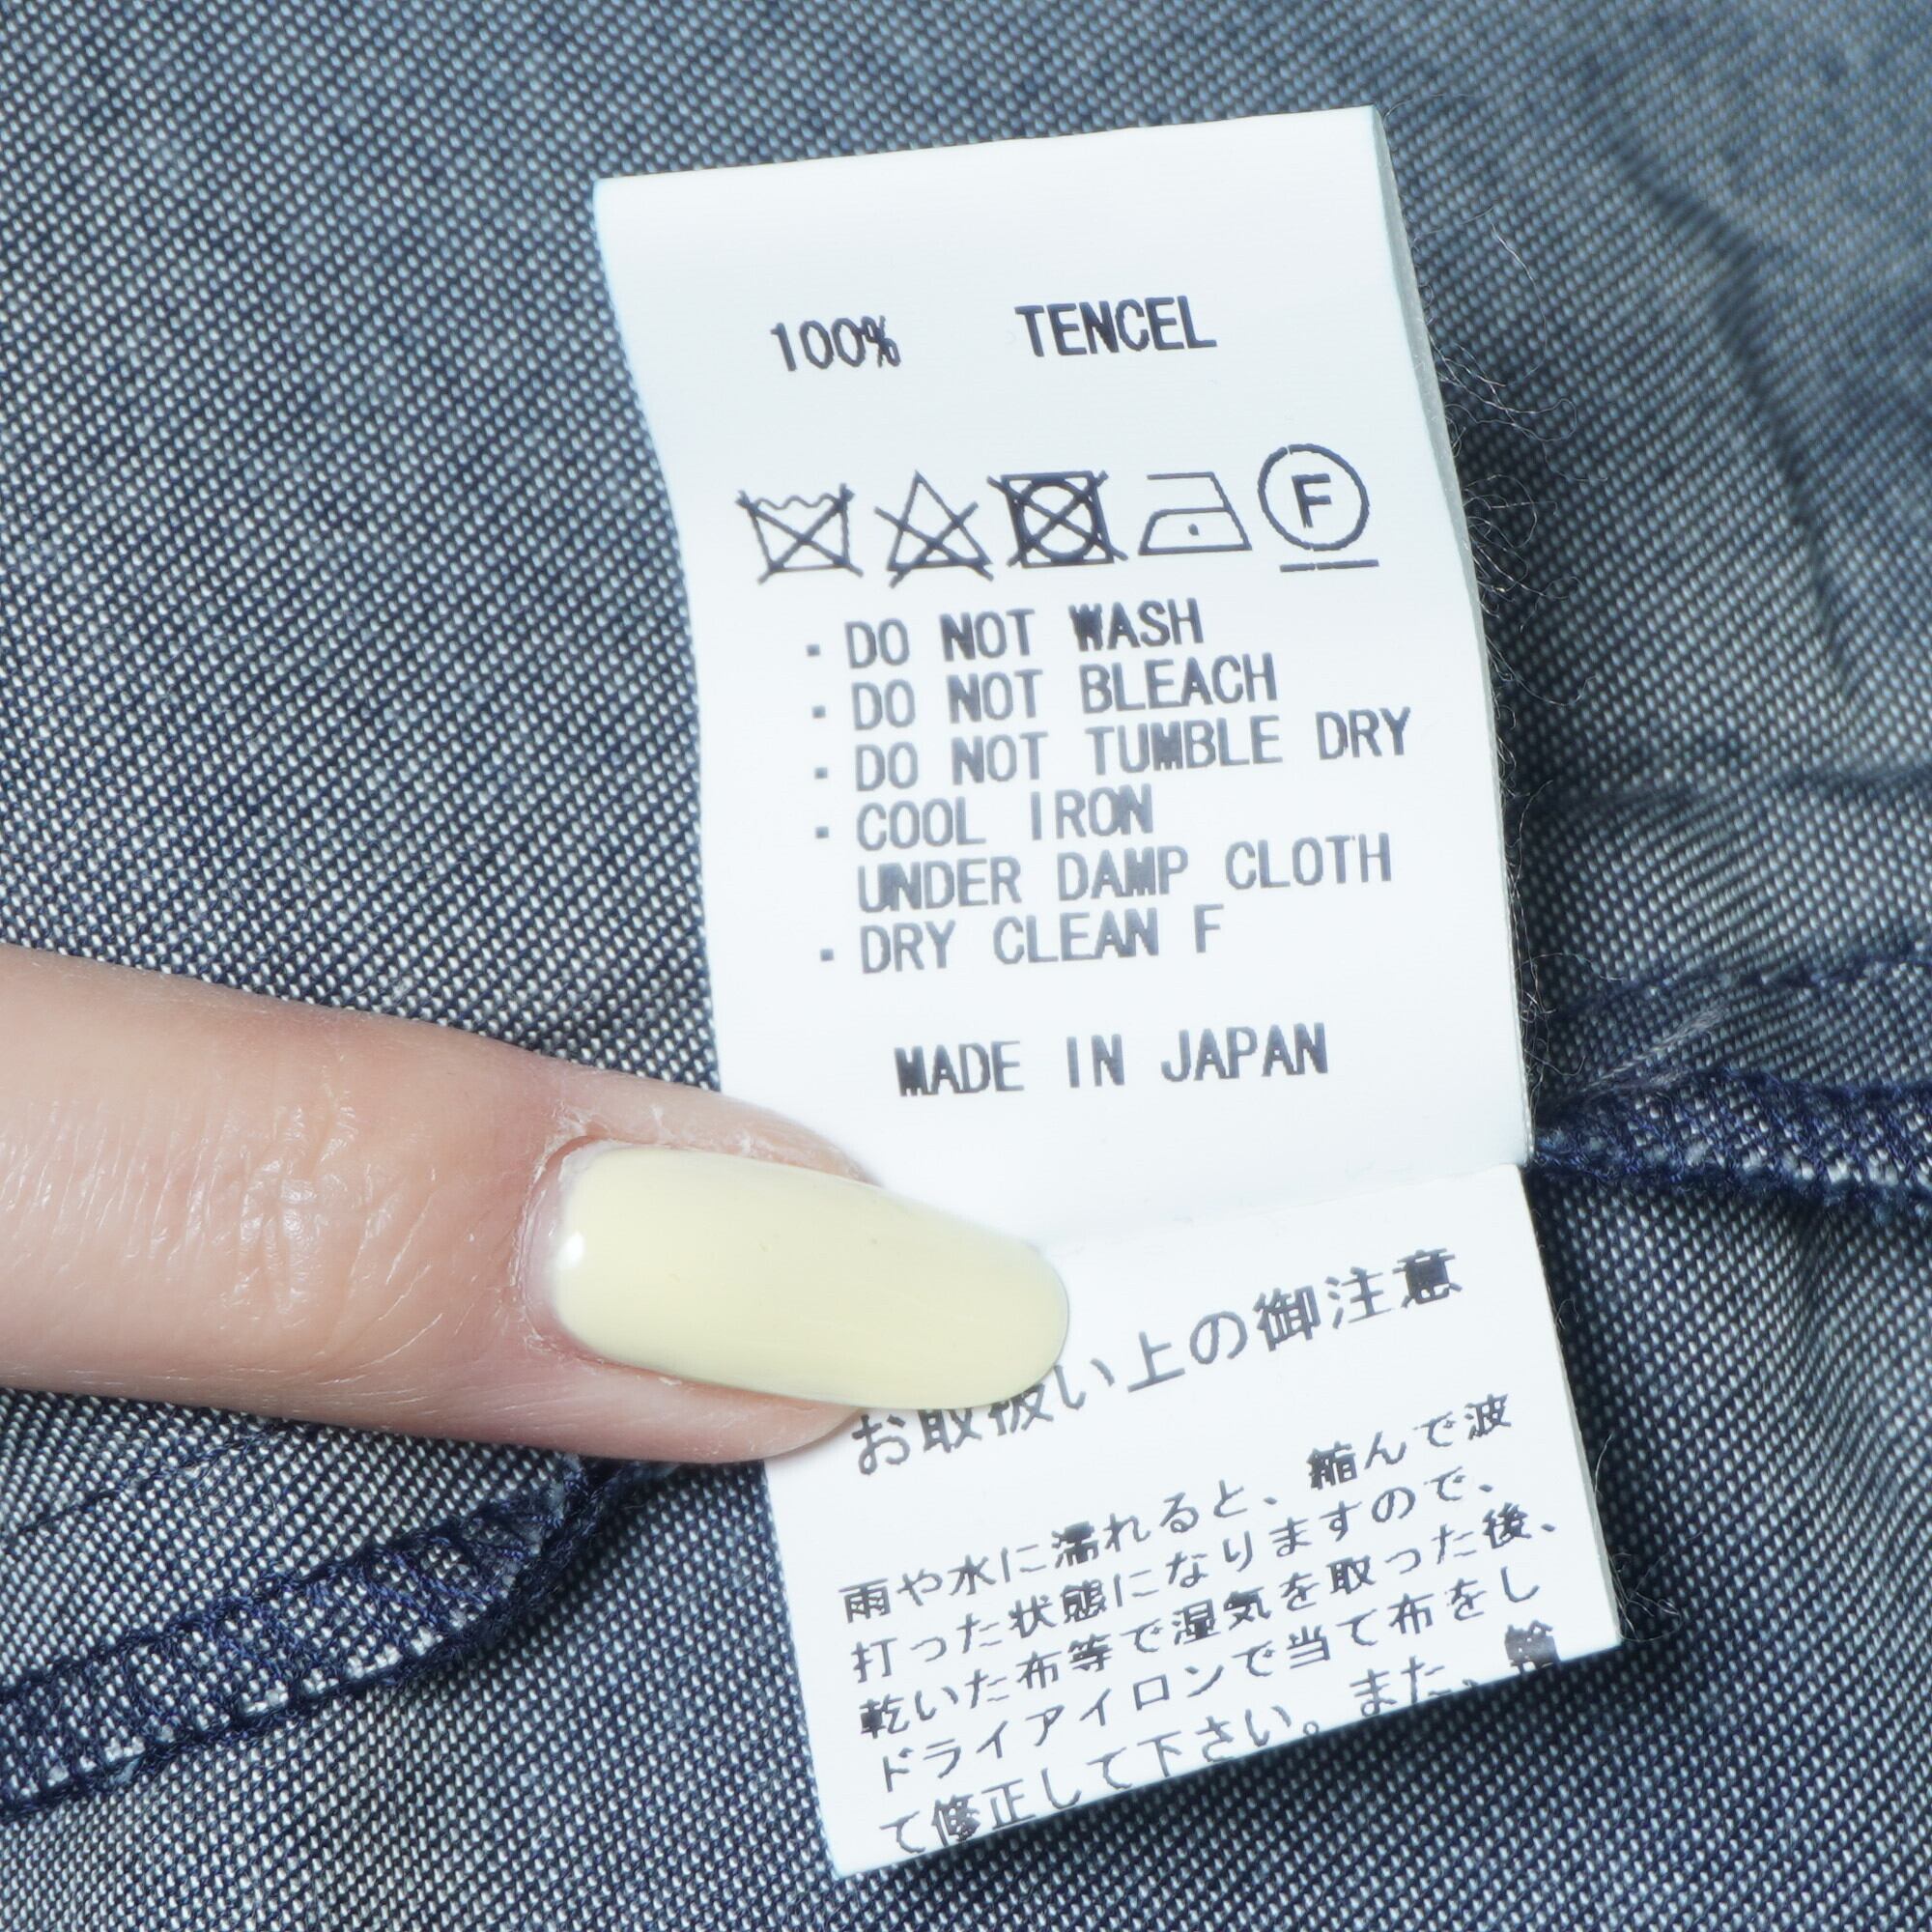 100% TENCEL
F
・DO NOT WASH
・DO NOT BLEACH
・DO NOT TUMBLE DRY
・COOL IRON
UNDER DAMP CLOTH
・DRY CLEAN F
MADE IN JAPAN
お取扱い上の御注意
雨や水に濡れると、縮んで波
打った状態になりますので、
乾いた布等で湿気を取った後、
ドライアイロンで当て布をし
て修正して下さい。また、